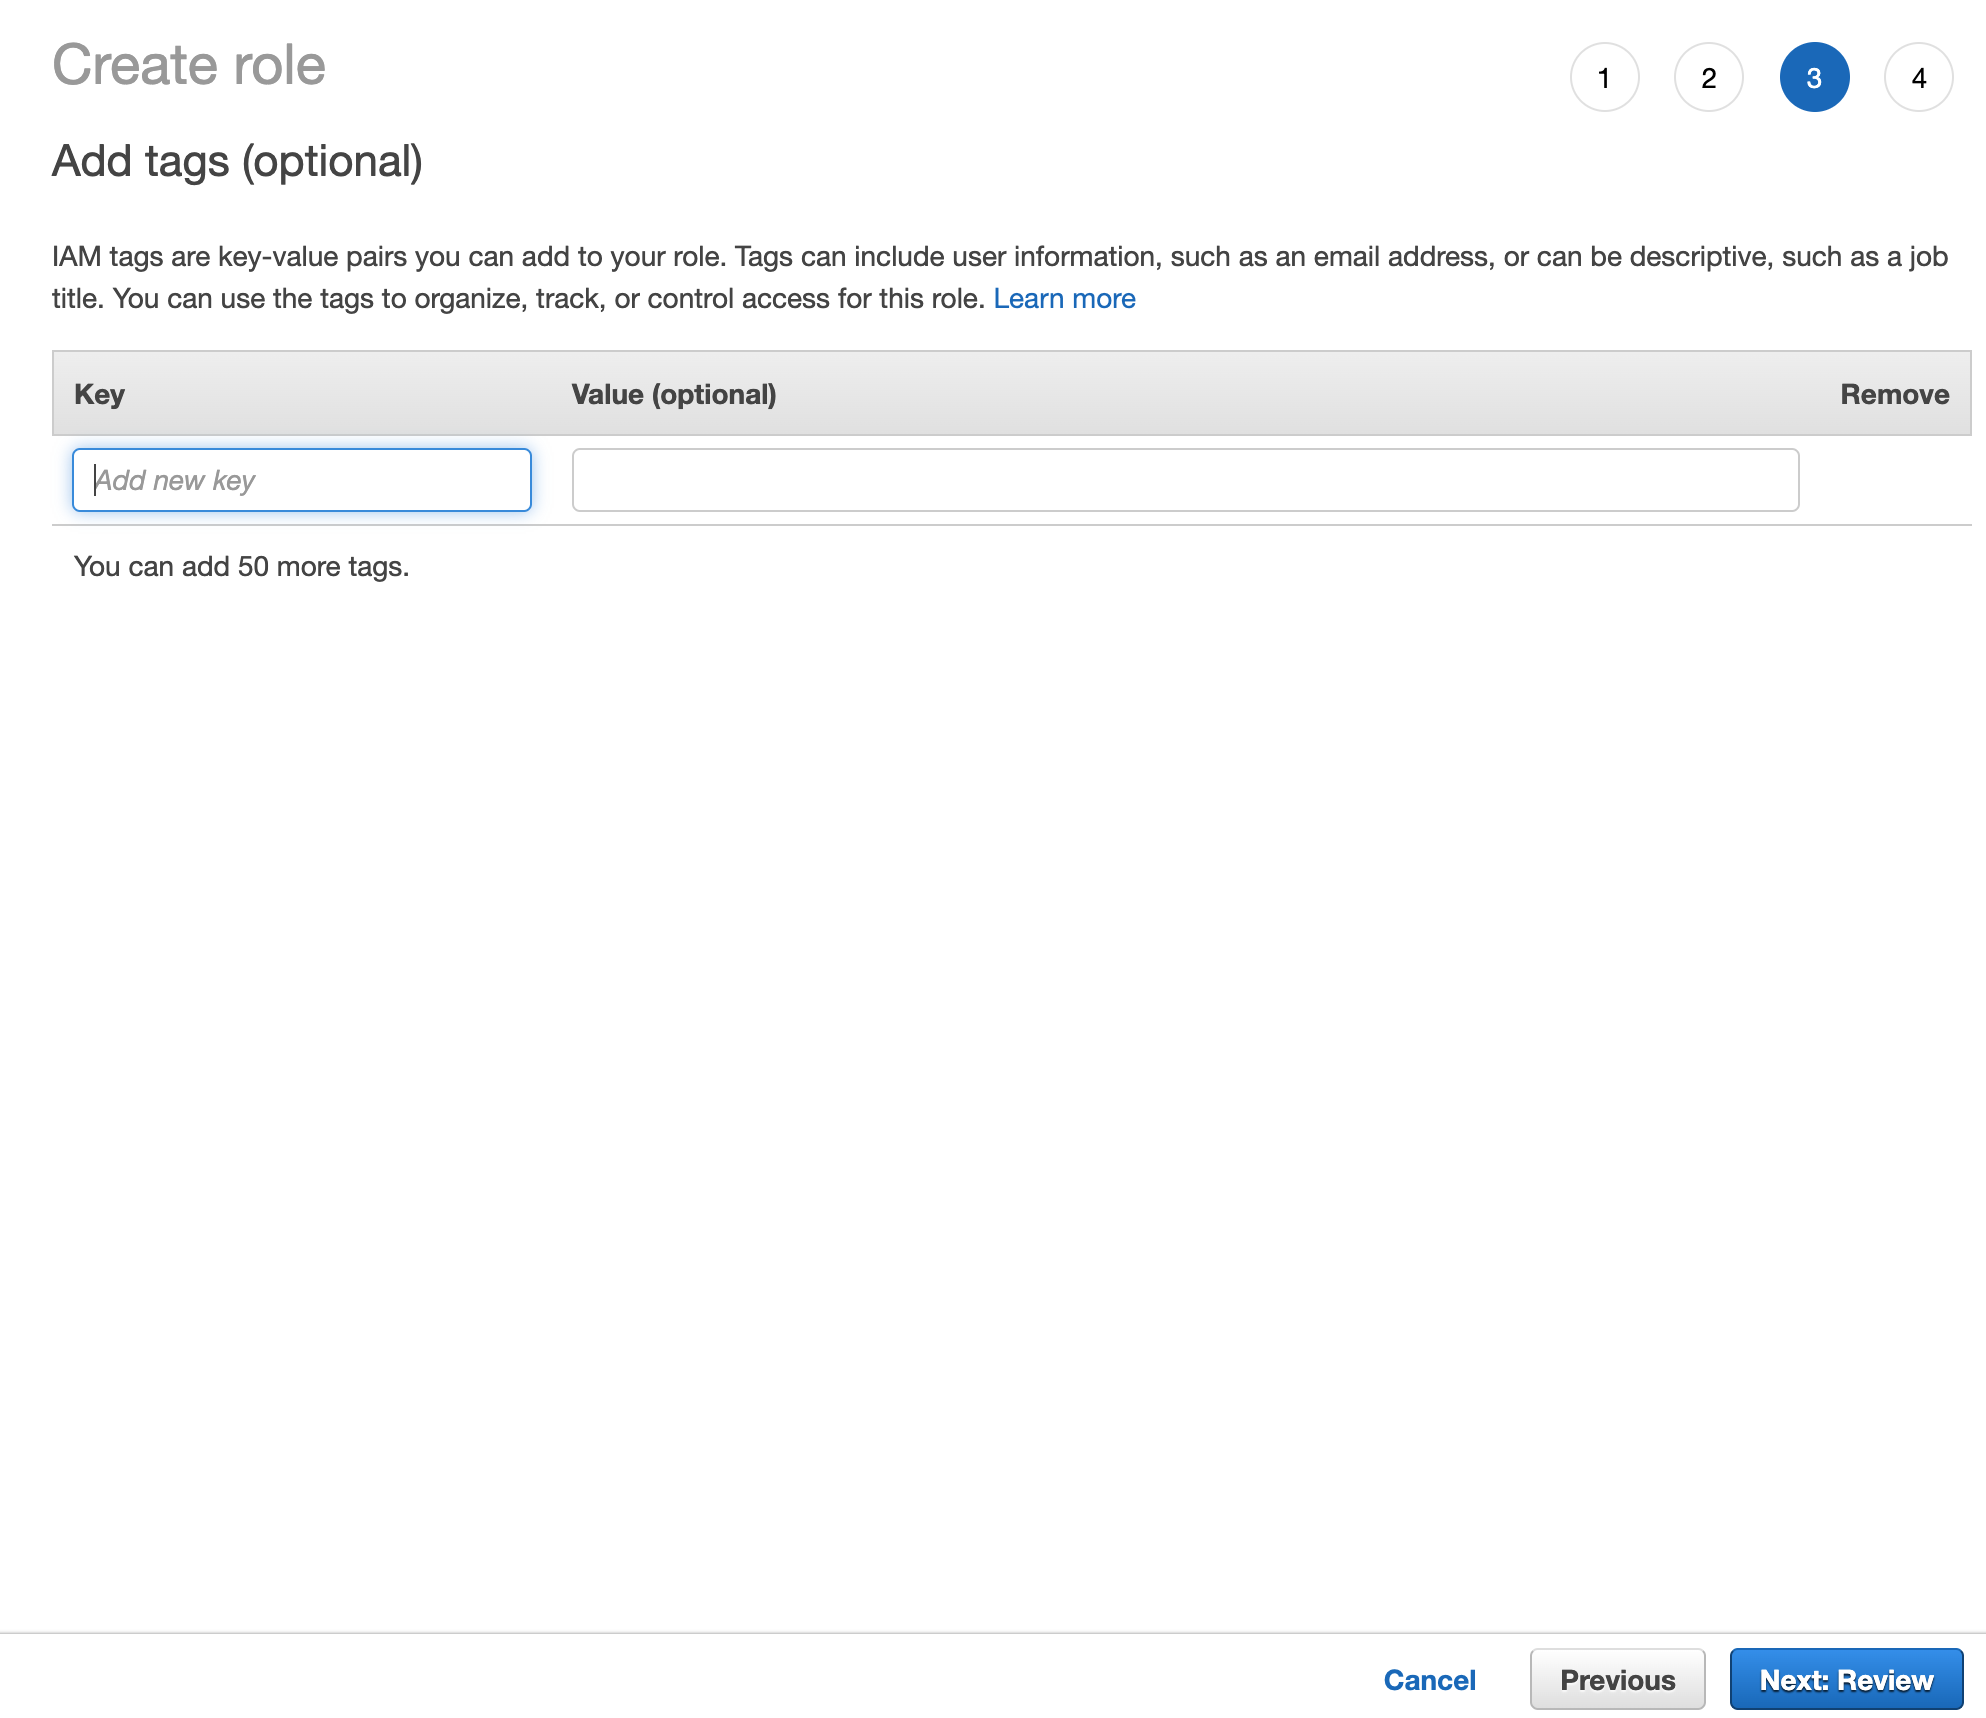 Create role
1 2 3 4
Add tags (optional)
IAM tags are key-value pairs you can add to your role. Tags can include user information, such as an email address, or can be descriptive, such as a job
title. You can use the tags to organize, track, or control access for this role. Learn more
Key Value (optional) Remove
Add new key
You can add 50 more tags.
Cancel Previous Next: Review